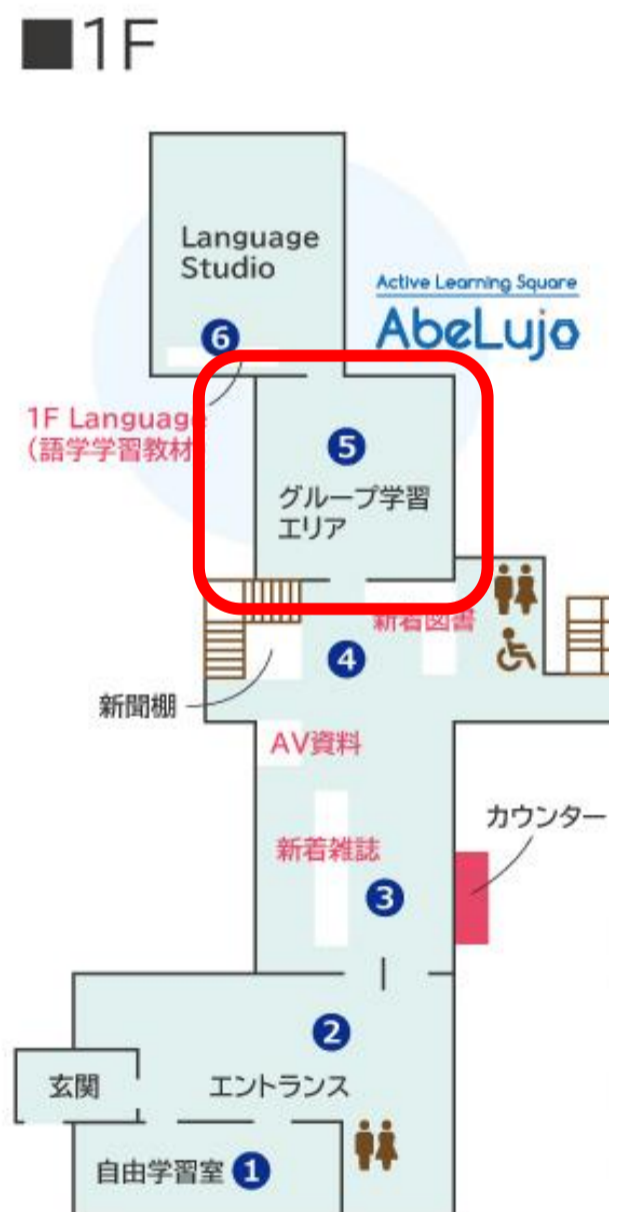 ■1F
Language
Studio
Active Learning Square
AbeLujo
6
1F Language
(語学学習教材)
5
グループ学習
エリア
新着図書
4
新聞棚
AV資料
カウンター
新着雑誌
3
2
玄関
エントランス
自由学習室 1